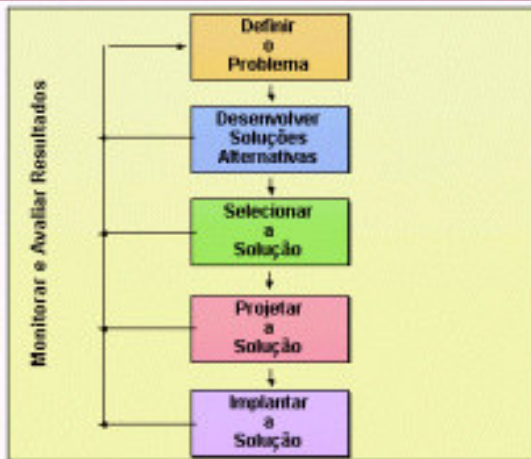 Definir
o
Problema
Desenvolver
Soluções
Alternativas
Selecionar
a
Solução
Projetar
a
Solução
Implantar
a
Solução
Monitorar e Avaliar Resultados